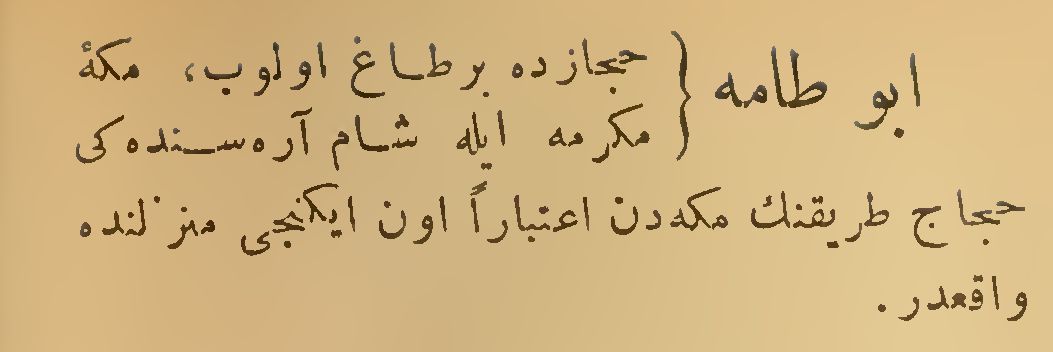 ابو طامه } حجازده بر طاغ اولوب، مكۀ
مكرمه ايله شام آره‌سنده‌كی
حجاج طريقنك مكه‌دن اعتباراً اون ايكنجی منزلنده
واقعدر.